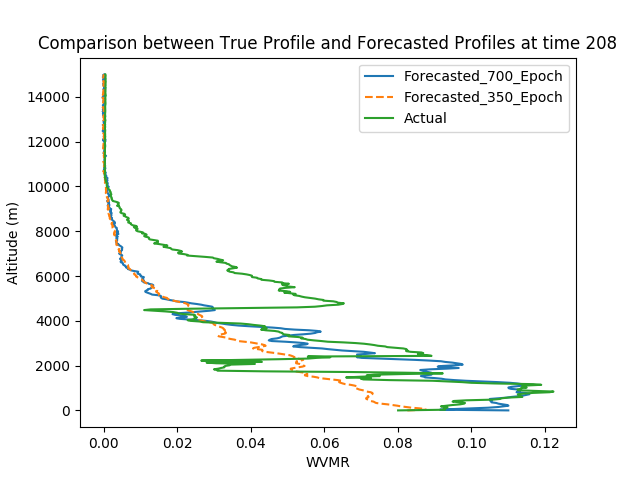 Comparison between True Profile and Forecasted Profiles at time 208
Forecasted_700_Epoch
Forecasted_350_Epoch
Actual
Altitude (m)
14000
12000
10000
8000
6000
4000
2000
0
0.00 0.02 0.04 0.06 0.08 0.10 0.12
WVMR